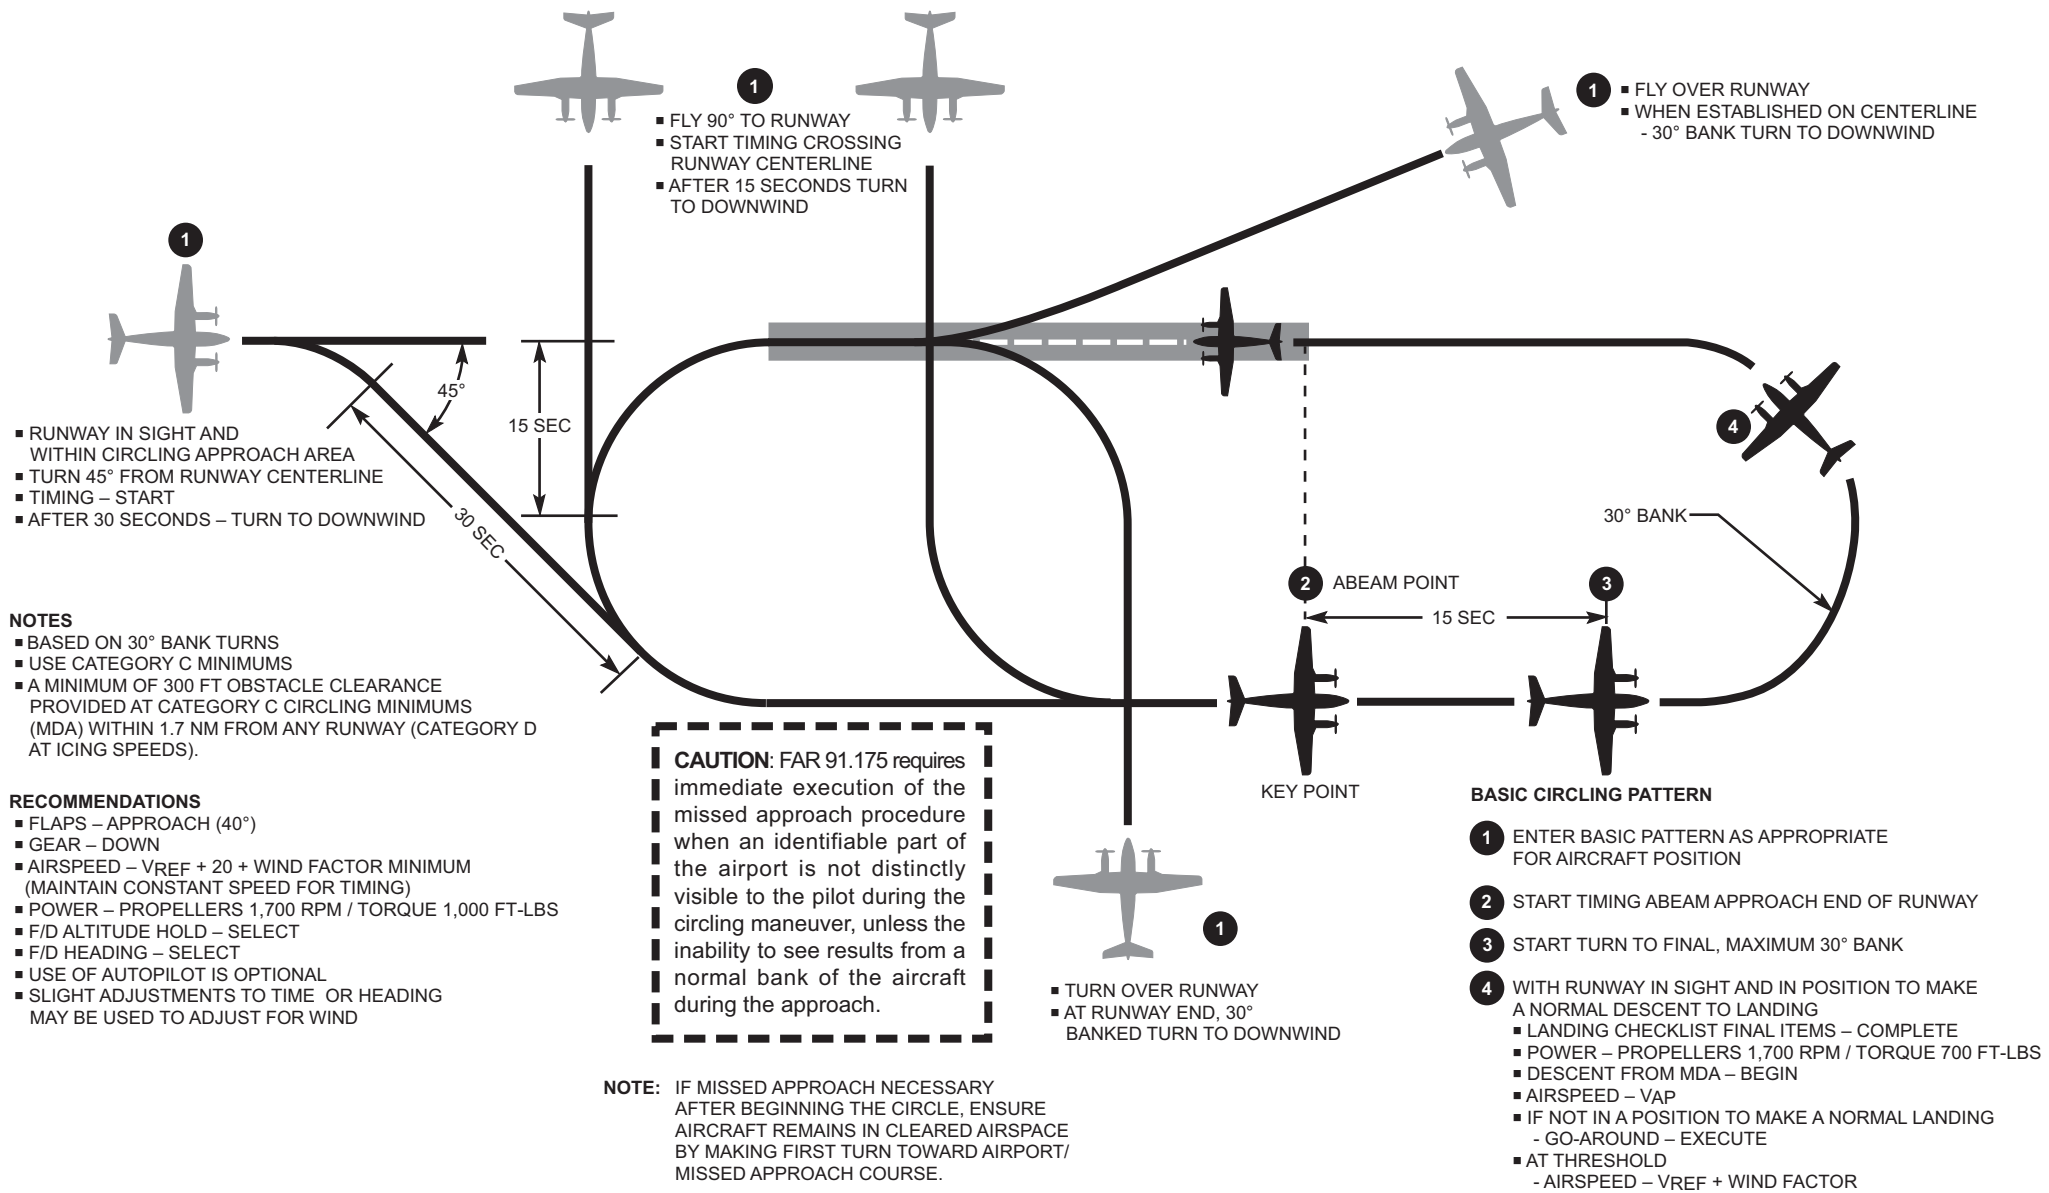 1
■ FLY 90° TO RUNWAY
■ START TIMING CROSSING
RUNWAY CENTERLINE
■ AFTER 15 SECONDS TURN
TO DOWNWIND
1
■ FLY OVER RUNWAY
■ WHEN ESTABLISHED ON CENTERLINE
- 30° BANK TURN TO DOWNWIND
1
■ RUNWAY IN SIGHT AND
WITHIN CIRCLING APPROACH AREA
■ TURN 45° FROM RUNWAY CENTERLINE
■ TIMING – START
■ AFTER 30 SECONDS – TURN TO DOWNWIND
45°
15 SEC
30 SEC
4
30° BANK
2
ABEAM POINT
3
15 SEC
KEY POINT
NOTES
■ BASED ON 30° BANK TURNS
■ USE CATEGORY C MINIMUMS
■ A MINIMUM OF 300 FT OBSTACLE CLEARANCE
PROVIDED AT CATEGORY C CIRCLING MINIMUMS
(MDA) WITHIN 1.7 NM FROM ANY RUNWAY (CATEGORY D
AT ICING SPEEDS).
RECOMMENDATIONS
■ FLAPS – APPROACH (40°)
■ GEAR – DOWN
■ AIRSPEED – VREF + 20 + WIND FACTOR MINIMUM
(MAINTAIN CONSTANT SPEED FOR TIMING)
■ POWER – PROPELLERS 1,700 RPM / TORQUE 1,000 FT-LBS
■ F/D ALTITUDE HOLD – SELECT
■ F/D HEADING – SELECT
■ USE OF AUTOPILOT IS OPTIONAL
■ SLIGHT ADJUSTMENTS TO TIME OR HEADING
MAY BE USED TO ADJUST FOR WIND
CAUTION: FAR 91.175 requires
immediate execution of the
missed approach procedure
when an identifiable part of
the airport is not distinctly
visible to the pilot during the
circling maneuver, unless the
inability to see results from a
normal bank of the aircraft
during the approach.
NOTE: IF MISSED APPROACH NECESSARY
AFTER BEGINNING THE CIRCLE, ENSURE
AIRCRAFT REMAINS IN CLEARED AIRSPACE
BY MAKING FIRST TURN TOWARD AIRPORT/
MISSED APPROACH COURSE.
1
■ TURN OVER RUNWAY
■ AT RUNWAY END, 30°
BANKED TURN TO DOWNWIND
BASIC CIRCLING PATTERN
1 ENTER BASIC PATTERN AS APPROPRIATE
FOR AIRCRAFT POSITION
2 START TIMING ABEAM APPROACH END OF RUNWAY
3 START TURN TO FINAL, MAXIMUM 30° BANK
4 WITH RUNWAY IN SIGHT AND IN POSITION TO MAKE
A NORMAL DESCENT TO LANDING
■ LANDING CHECKLIST FINAL ITEMS – COMPLETE
■ POWER – PROPELLERS 1,700 RPM / TORQUE 700 FT-LBS
■ DESCENT FROM MDA – BEGIN
■ AIRSPEED – VAP
■ IF NOT IN A POSITION TO MAKE A NORMAL LANDING
- GO-AROUND – EXECUTE
■ AT THRESHOLD
- AIRSPEED – VREF + WIND FACTOR